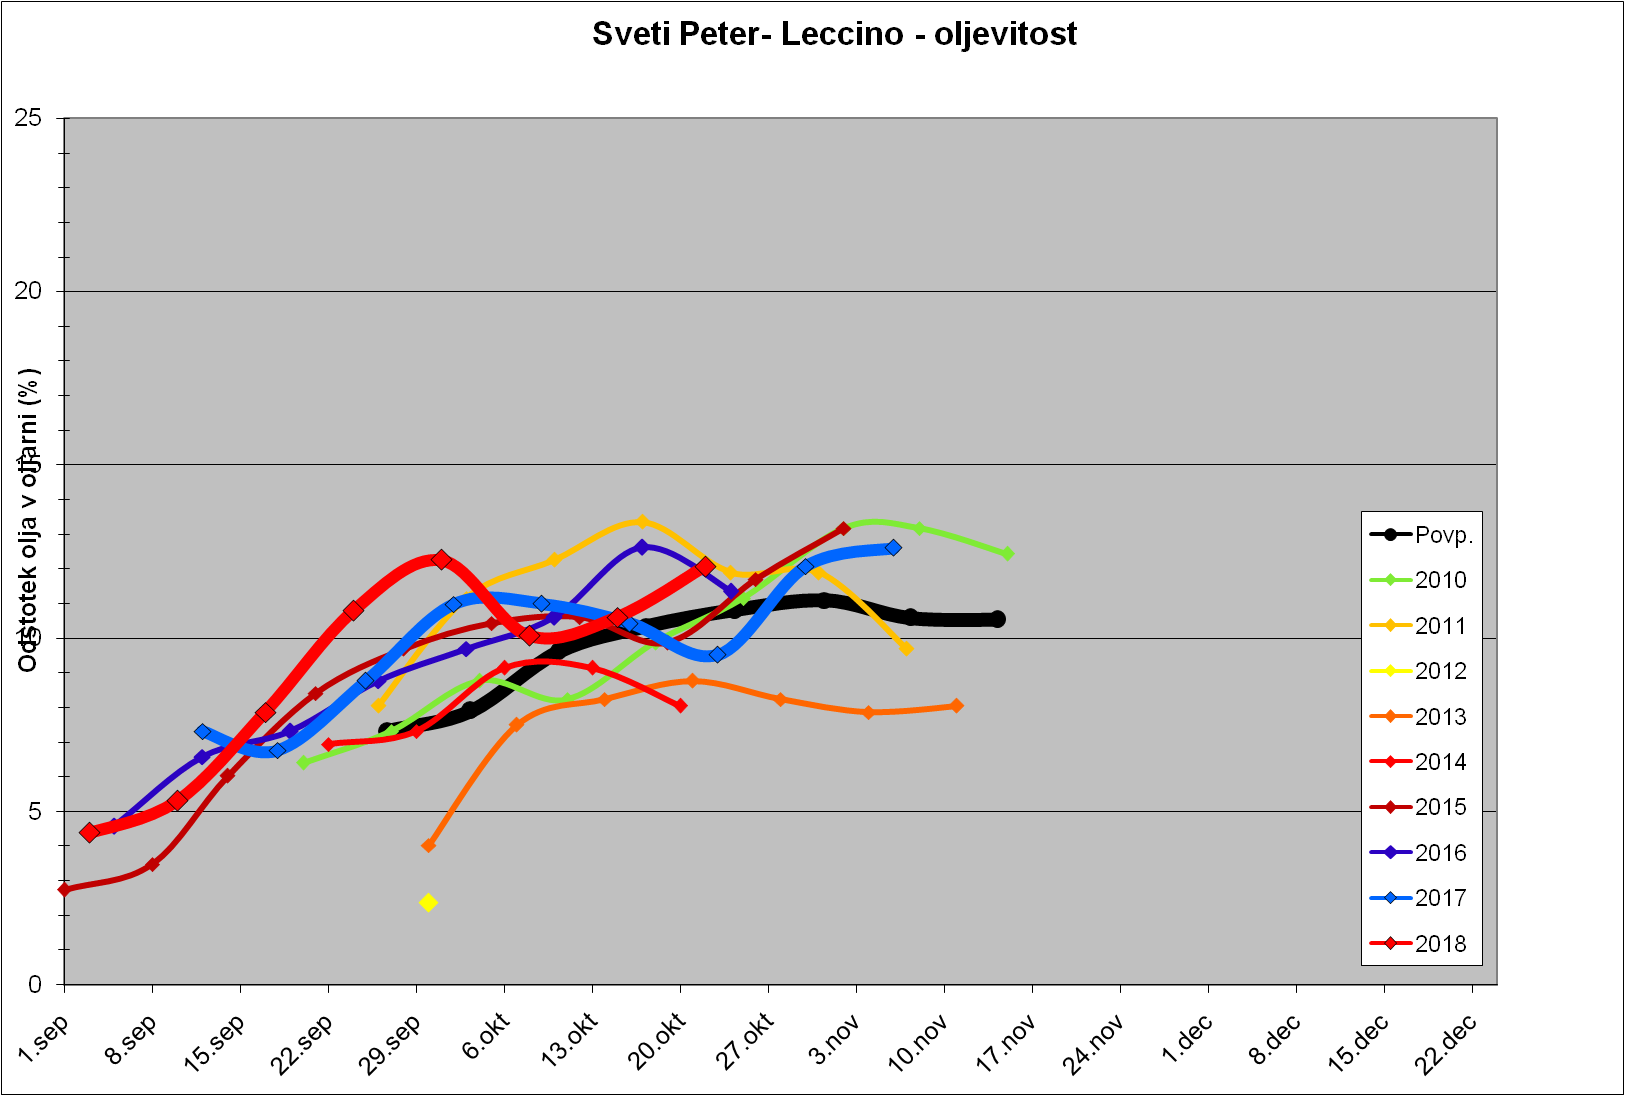 Sveti Peter- Leccino - oljevitost
Odstotek olja v oljarni (%)
25
20
15
10
5
0
1.sep
8.sep
15.sep
22.sep
29.sep
6.okt
13.okt
20.okt
27.okt
3.nov
10.nov
17.nov
24.nov
1.dec
8.dec
15.dec
22.dec
Povp.
2010
2011
2012
2013
2014
2015
2016
2017
2018